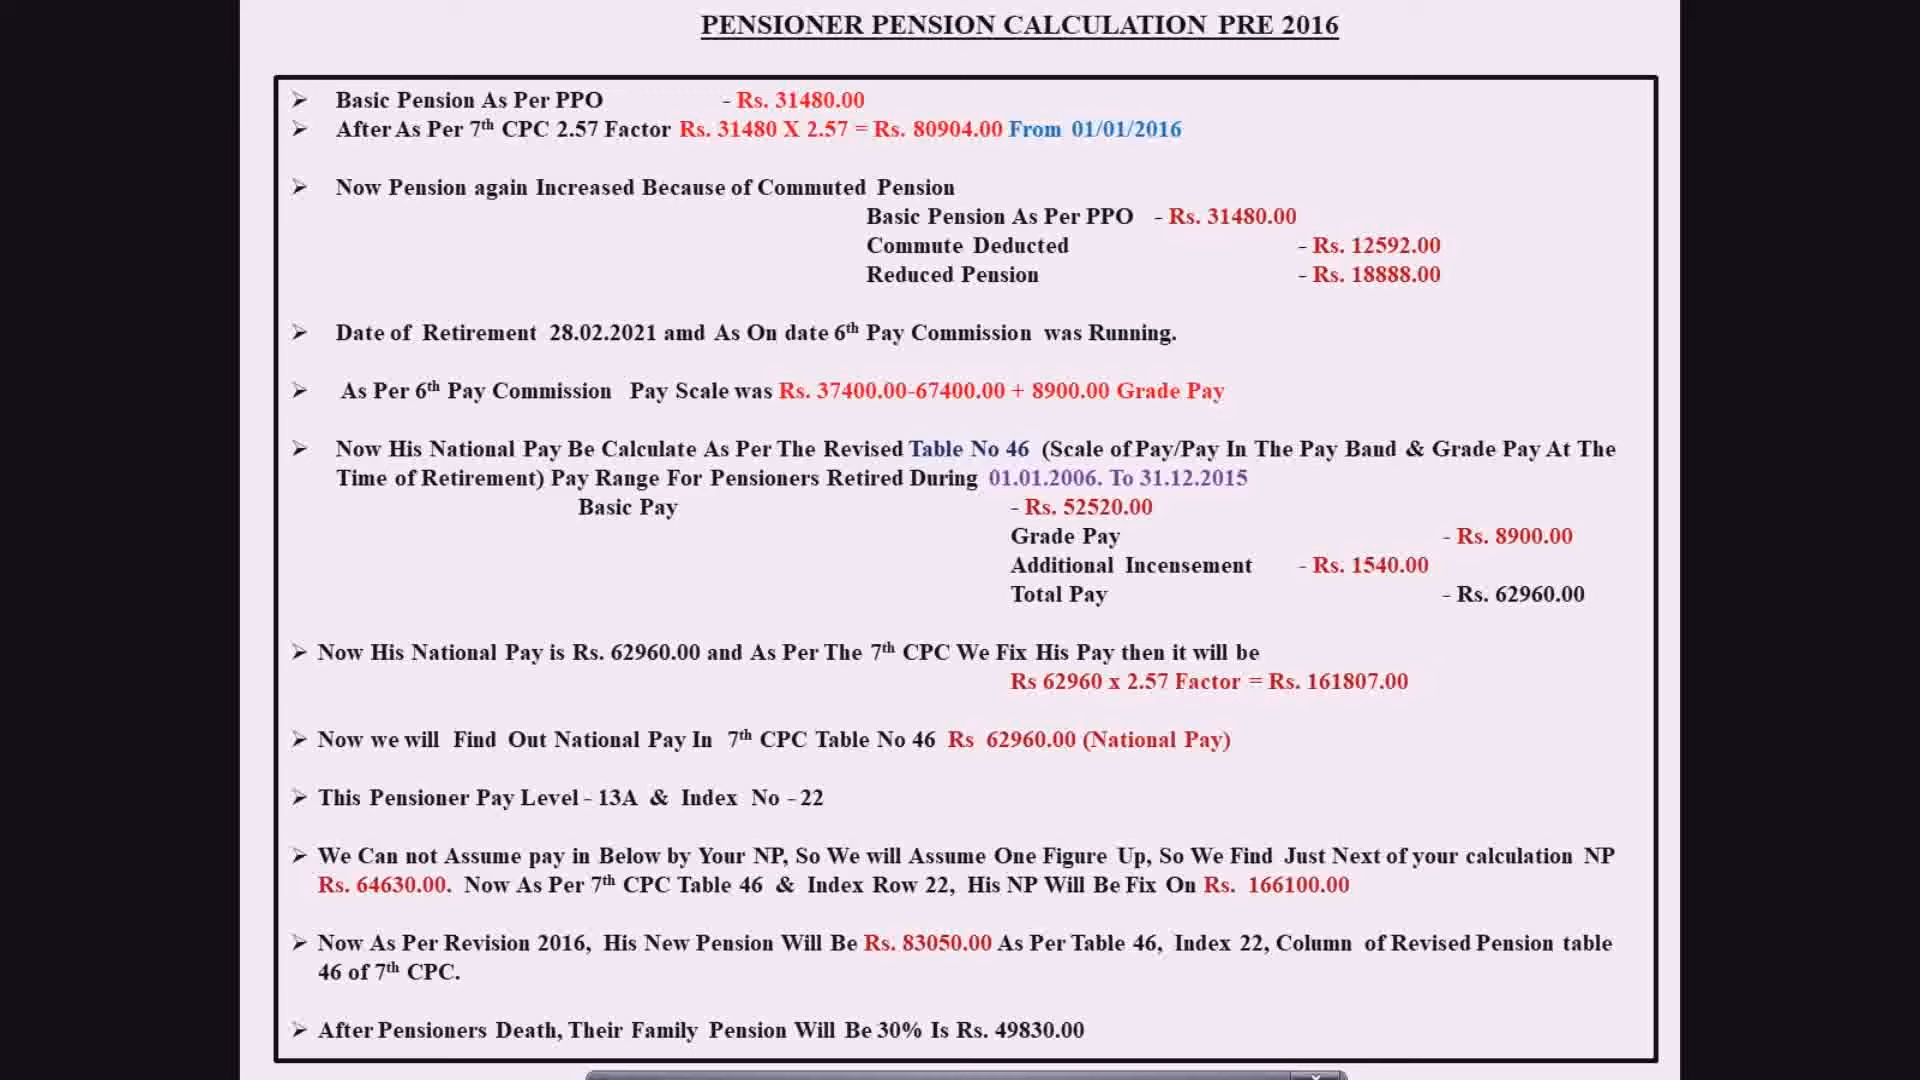 PENSIONER PENSION CALCULATION PRE 2016
➢ Basic Pension As Per PPO - Rs. 31480.00
➢ After As Per 7th CPC 2.57 Factor Rs. 31480 X 2.57 = Rs. 80904.00 From 01/01/2016
➢ Now Pension again Increased Because of Commuted Pension
Basic Pension As Per PPO - Rs. 31480.00
Commute Deducted - Rs. 12592.00
Reduced Pension - Rs. 18888.00
➢ Date of Retirement 28.02.2021 amd As On date 6th Pay Commission was Running.
➢ As Per 6th Pay Commission Pay Scale was Rs. 37400.00-67400.00 + 8900.00 Grade Pay
➢ Now His National Pay Be Calculate As Per The Revised Table No 46 (Scale of Pay/Pay In The Pay Band & Grade Pay At The
Time of Retirement) Pay Range For Pensioners Retired During 01.01.2006. To 31.12.2015
Basic Pay - Rs. 52520.00
Grade Pay - Rs. 8900.00
Additional Incensement - Rs. 1540.00
Total Pay - Rs. 62960.00
➢ Now His National Pay is Rs. 62960.00 and As Per The 7th CPC We Fix His Pay then it will be
Rs 62960 x 2.57 Factor = Rs. 161807.00
➢ Now we will Find Out National Pay In 7th CPC Table No 46 Rs 62960.00 (National Pay)
➢ This Pensioner Pay Level - 13A & Index No - 22
➢ We Can not Assume pay in Below by Your NP, So We will Assume One Figure Up, So We Find Just Next of your calculation NP
Rs. 64630.00. Now As Per 7th CPC Table 46 & Index Row 22, His NP Will Be Fix On Rs. 166100.00
➢ Now As Per Revision 2016, His New Pension Will Be Rs. 83050.00 As Per Table 46, Index 22, Column of Revised Pension table
46 of 7th CPC.
➢ After Pensioners Death, Their Family Pension Will Be 30% Is Rs. 49830.00